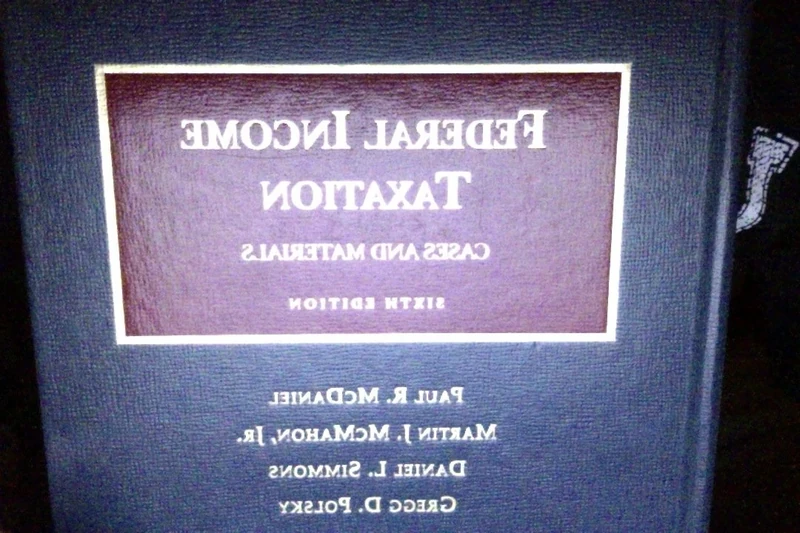 FEDERAL INCOME
TAXATION
CASES AND MATERIALS
SIXTH EDITION
PAUL R. MCDANIEL
MARTIN J. MCMAHON, JR.
DANIEL L. SIMMONS
GREGG D. POLSKY